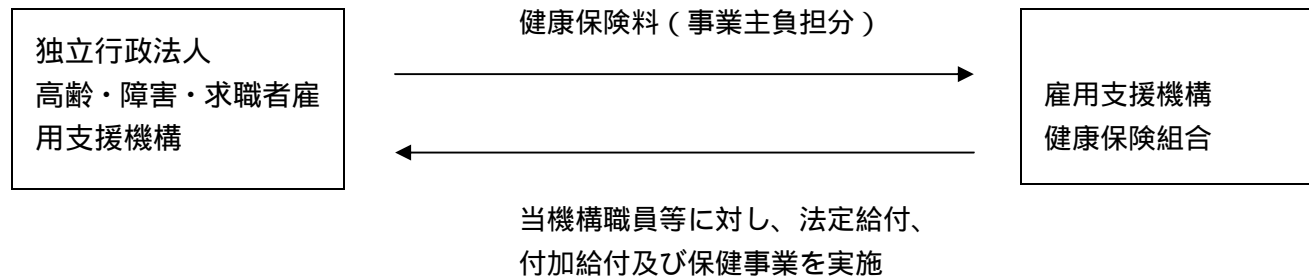 健康保険料(事業主負担分)
独立行政法人
高齢・障害・求職者雇
用支援機構
雇用支援機構
健康保険組合
当機構職員等に対し、法定給付、
付加給付及び保健事業を実施